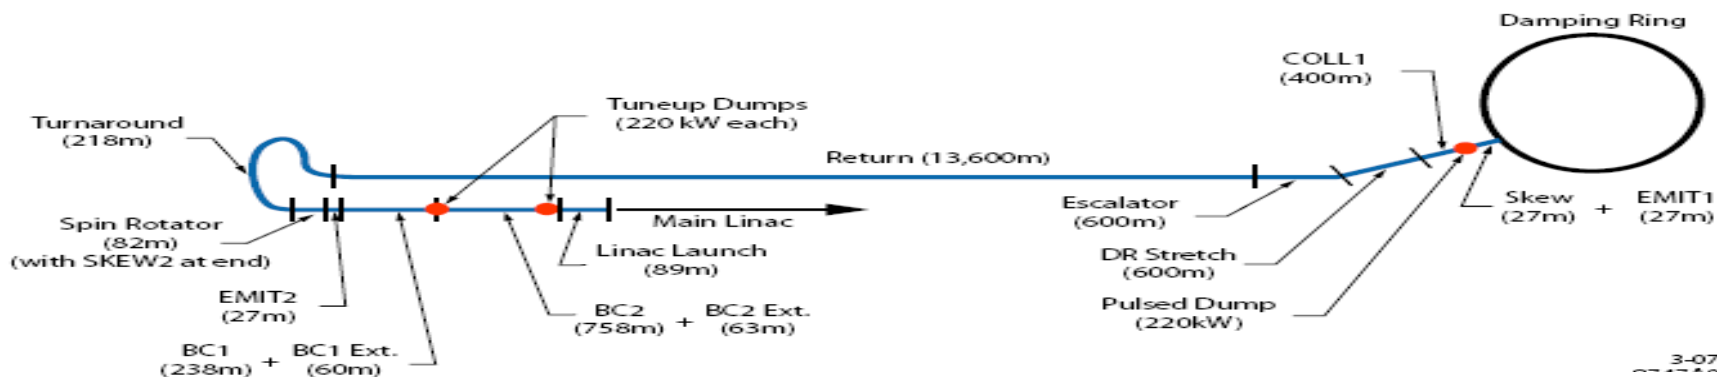 Damping Ring
COLL1
(400m)
Tuneup Dumps
(220 kW each)
Turnaround
(218m)
Return (13,600m)
Escalator
(600m)
Skew + EMIT1
(27m) (27m)
Spin Rotator
(82m)
(with SKEW2 at end)
Main Linac
Linac Launch
(89m)
DR Stretch
(600m)
EMIT2
(27m)
BC2 + BC2 Ext.
(758m) (63m)
Pulsed Dump
(220kW)
BC1 + BC1 Ext.
(238m) (60m)
3-07